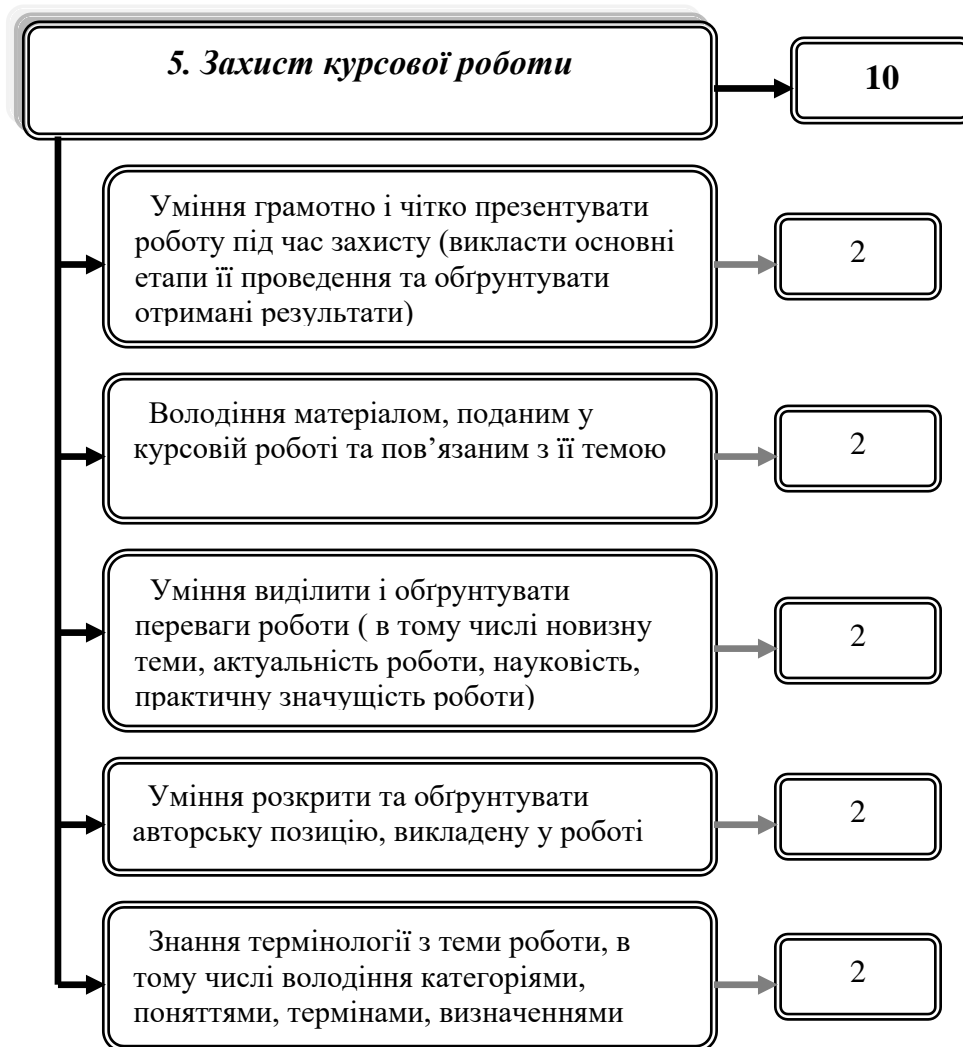 5. Захист курсової роботи
10
Уміння грамотно і чітко презентувати
роботу під час захисту (викласти основні
етапи її проведення та обґрунтувати
отримані результати)
2
Володіння матеріалом, поданим у
курсовій роботі та пов’язаним з її темою
2
Уміння виділити і обґрунтувати
переваги роботи ( в тому числі новизну
теми, актуальність роботи, науковість,
практичну значущість роботи)
2
Уміння розкрити та обґрунтувати
авторську позицію, викладену у роботі
2
Знання термінології з теми роботи, в
тому числі володіння категоріями,
поняттями, термінами, визначеннями
2